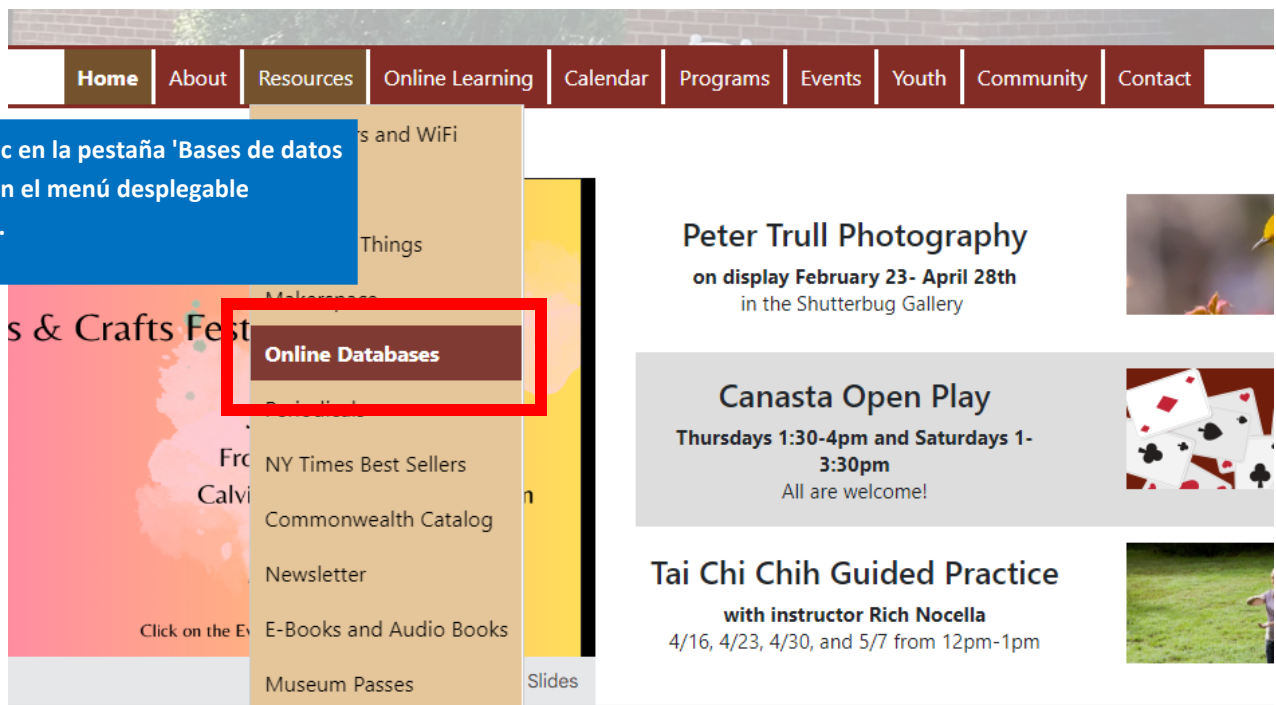 Home About Resources Online Learning Calendar Programs Events Youth Community Contact
c en la pestaña 'Bases de datos
n el menú desplegable
.
s and WiFi
Things
Makerspace
Online Databases
Periodicals
NY Times Best Sellers
Commonwealth Catalog
Newsletter
E-Books and Audio Books
Museum Passes
s & Crafts Fest
Calvi
Click on the
Slides
Peter Trull Photography
on display February 23- April 28th
in the Shutterbug Gallery
Canasta Open Play
Thursdays 1:30-4pm and Saturdays 1-
3:30pm
All are welcome!
Tai Chi Chih Guided Practice
with instructor Rich Nocella
4/16, 4/23, 4/30, and 5/7 from 12pm-1pm